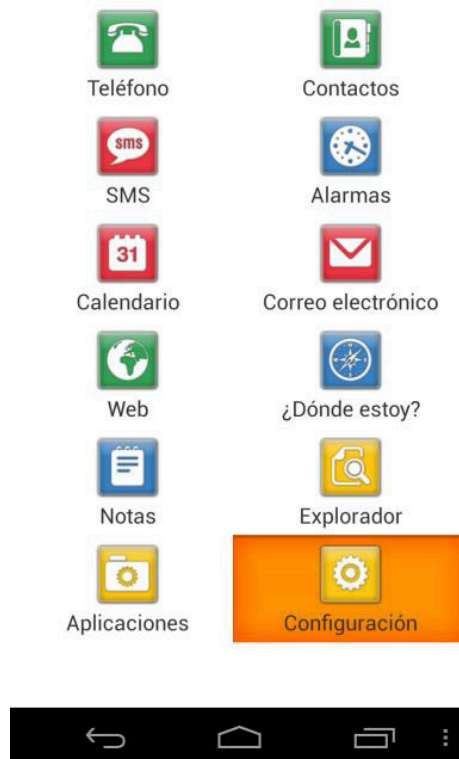 Teléfono
Contactos
sms
SMS
Alarmas
31
Calendario
Correo electrónico
Web
¿Dónde estoy?
Notas
Explorador
Aplicaciones
Configuración